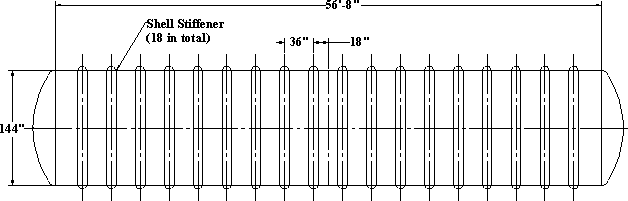 56'-8"
Shell Stiffener
(18 in total)
36"
18"
144"